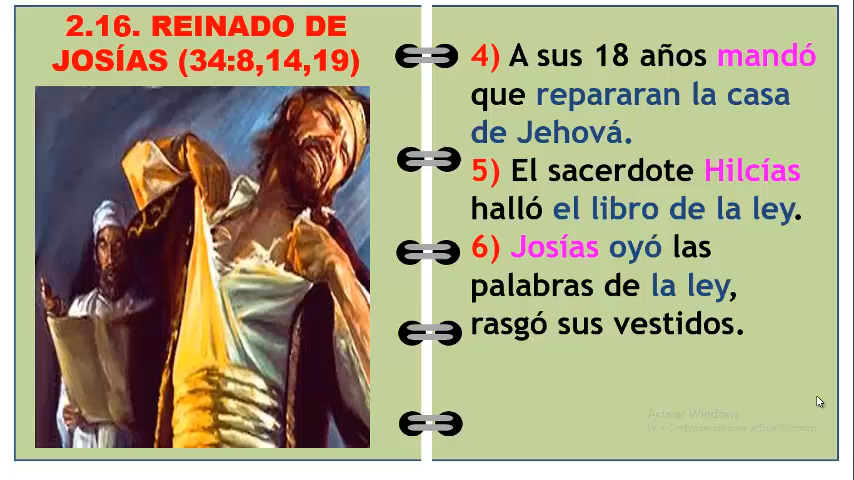 2.16. REINADO DE
JOSÍAS (34:8,14,19)
4) A sus 18 años mandó
que repararan la casa
de Jehová.
5) El sacerdote Hilcías
halló el libro de la ley.
6) Josías oyó las
palabras de la ley,
rasgó sus vestidos.
Activar Windows